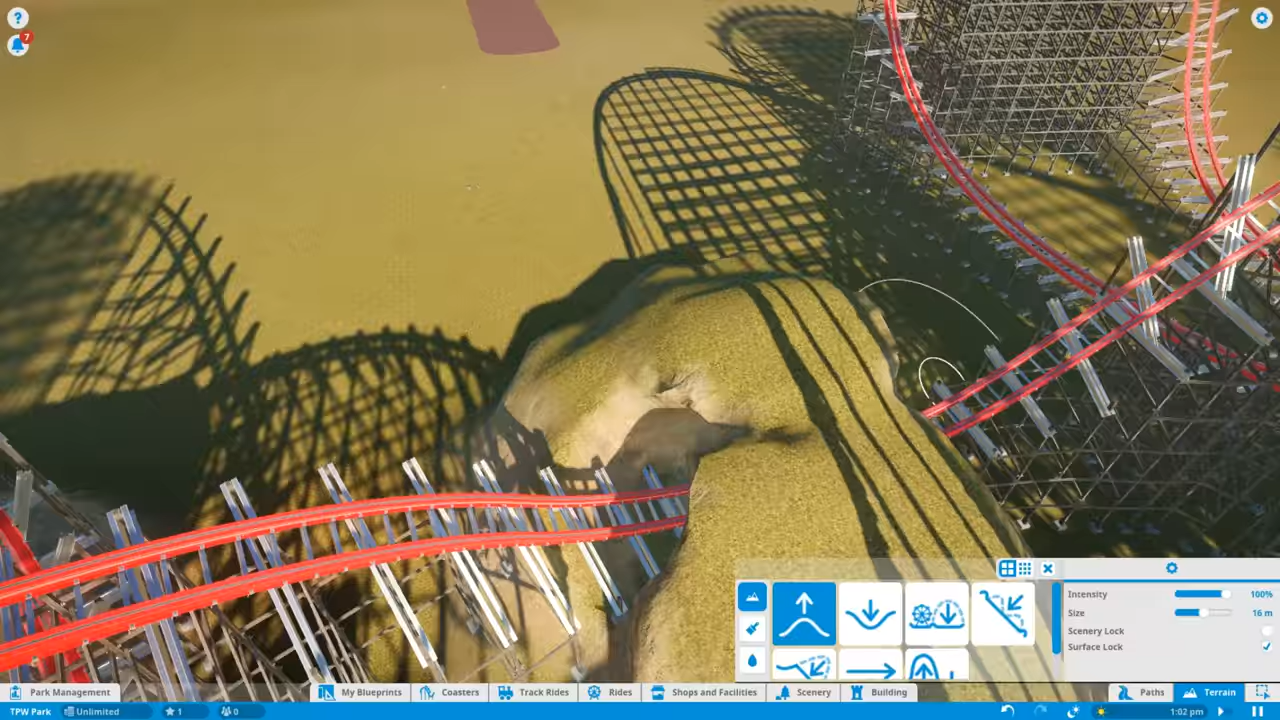 ?
7
Intensity 100%
Size 16 m
Scenery Lock
Surface Lock
Park Management My Blueprints Coasters Track Rides Rides Shops and Facilities Scenery Building Paths Terrain
TPW Park Unlimited 1 0 1:02 pm